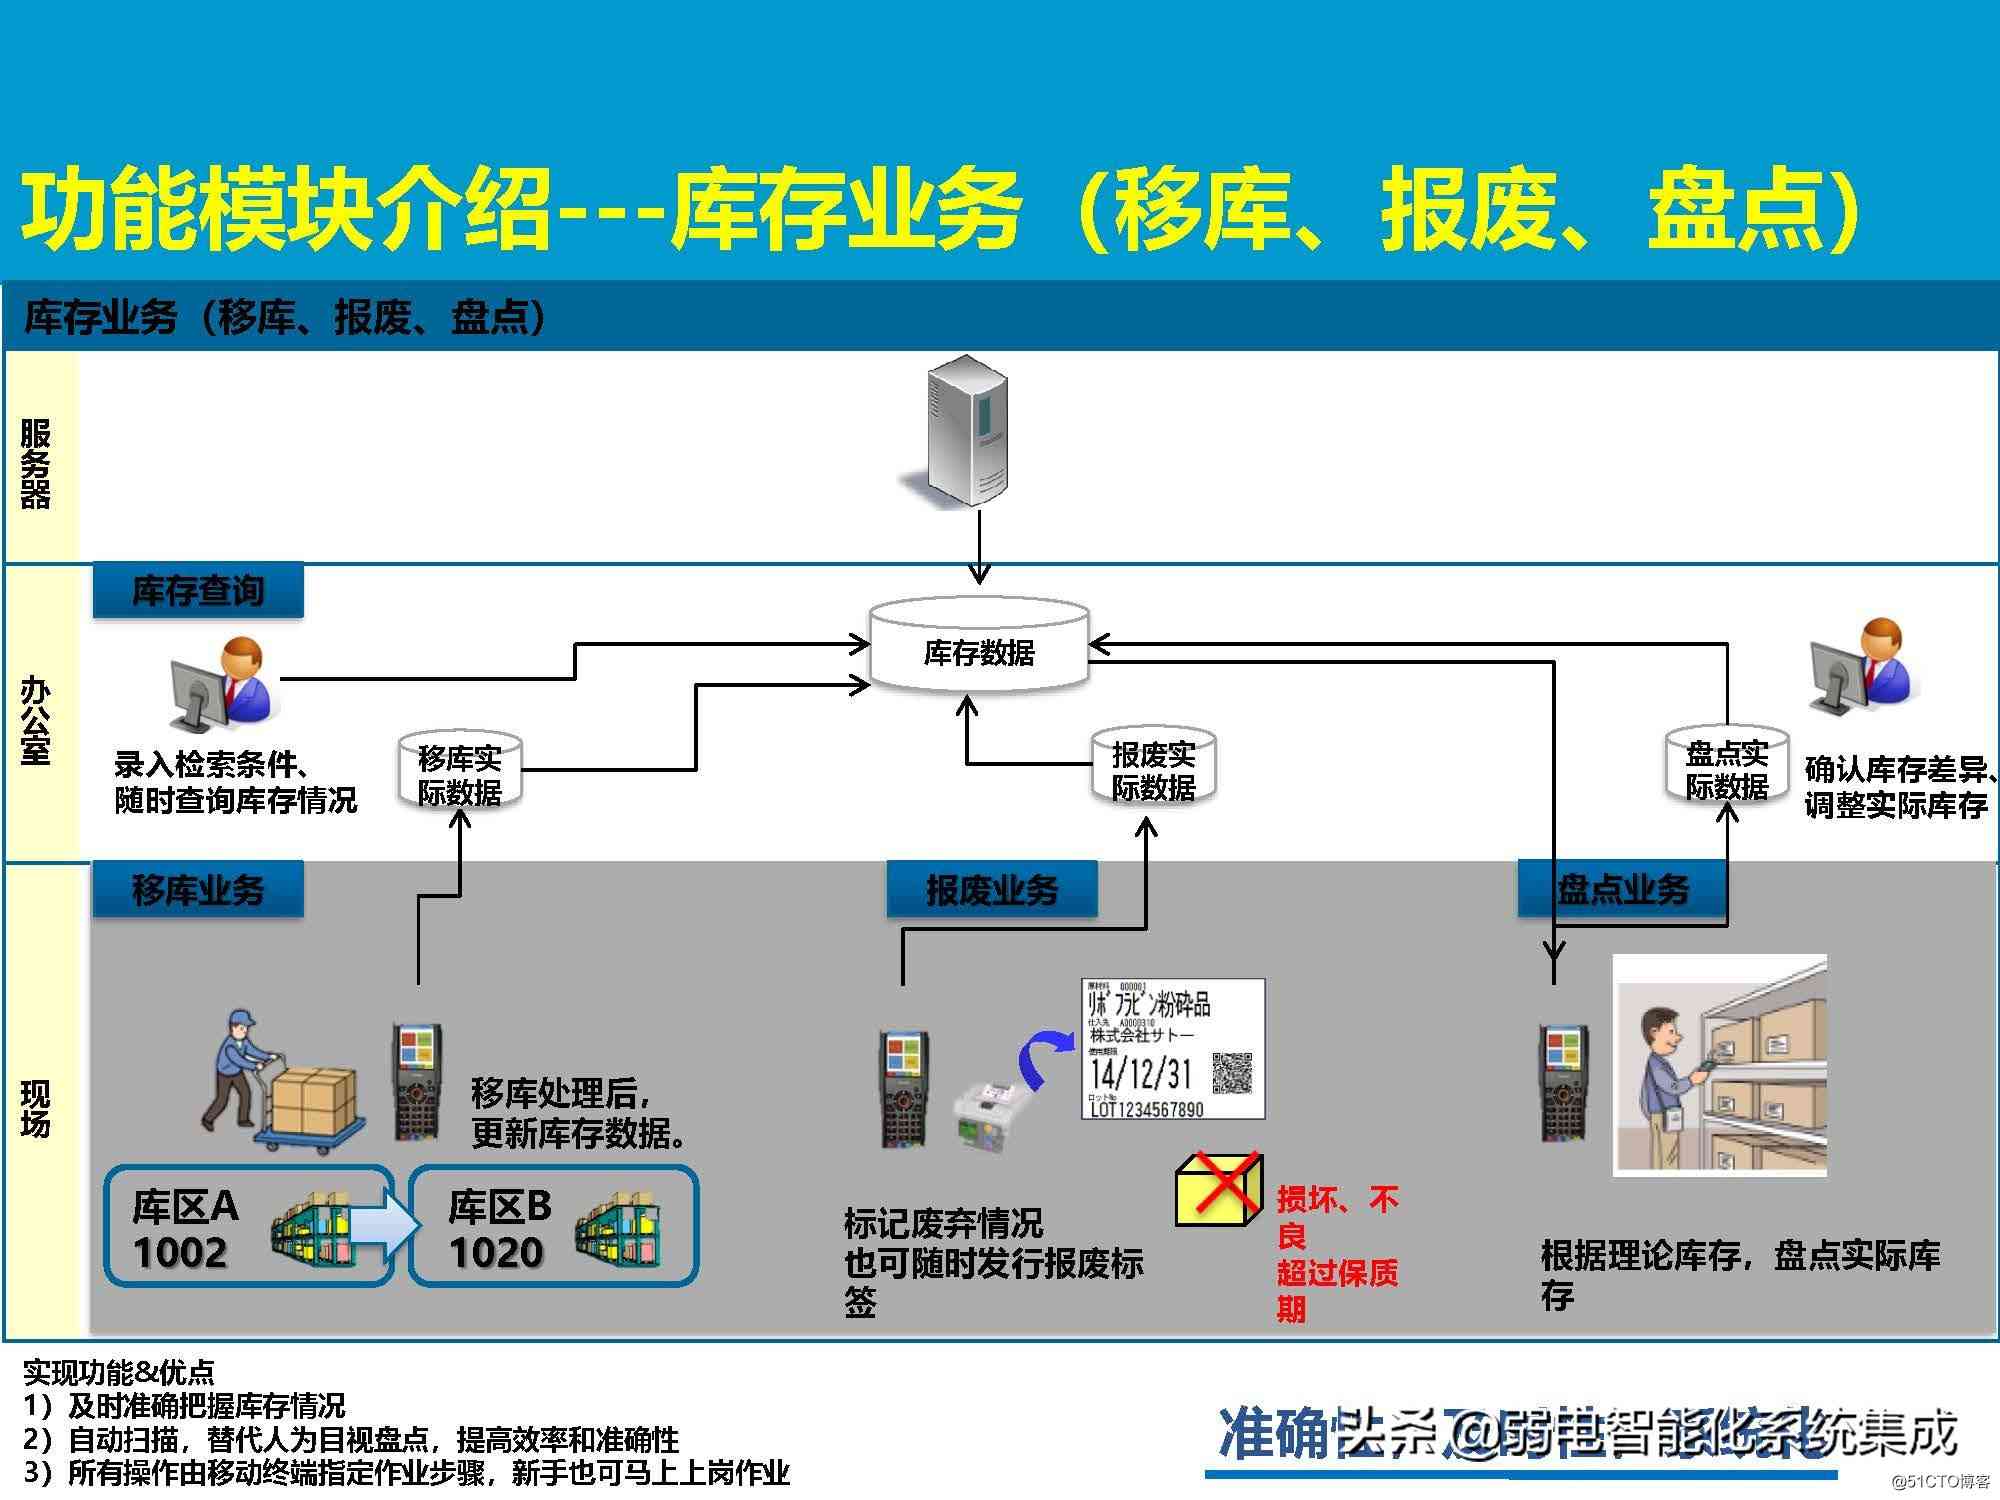 功能模块介绍---库存业务（移库、报废、盘点）
库存业务（移库、报废、盘点）
服务器
办公室
库存查询
录入检索条件、
随时查询库存情况
移库实
际数据
库存数据
报废实
际数据
盘点实
际数据
确认库存差异、
调整实际库存
现场
移库业务
移库处理后，
更新库存数据。
库区A
1002
库区B
1020
报废业务
原材料 000001
ﾘﾎﾞﾌﾗﾋﾞﾝ粉砕品
仕入先 A0000310
株式会社サトー
使用期限
14/12/31
ロットNo
LOT1234567890
标记废弃情况
也可随时发行报废标
签
损坏、不
良
超过保质
期
盘点业务
根据理论库存，盘点实际库
存
实现功能&优点
1）及时准确把握库存情况
2）自动扫描，替代人为目视盘点，提高效率和准确性
3）所有操作由移动终端指定作业步骤，新手也可马上上岗作业
准确性、及时性、系统化
头条@弱电智能化系统集成
@51CTO博客